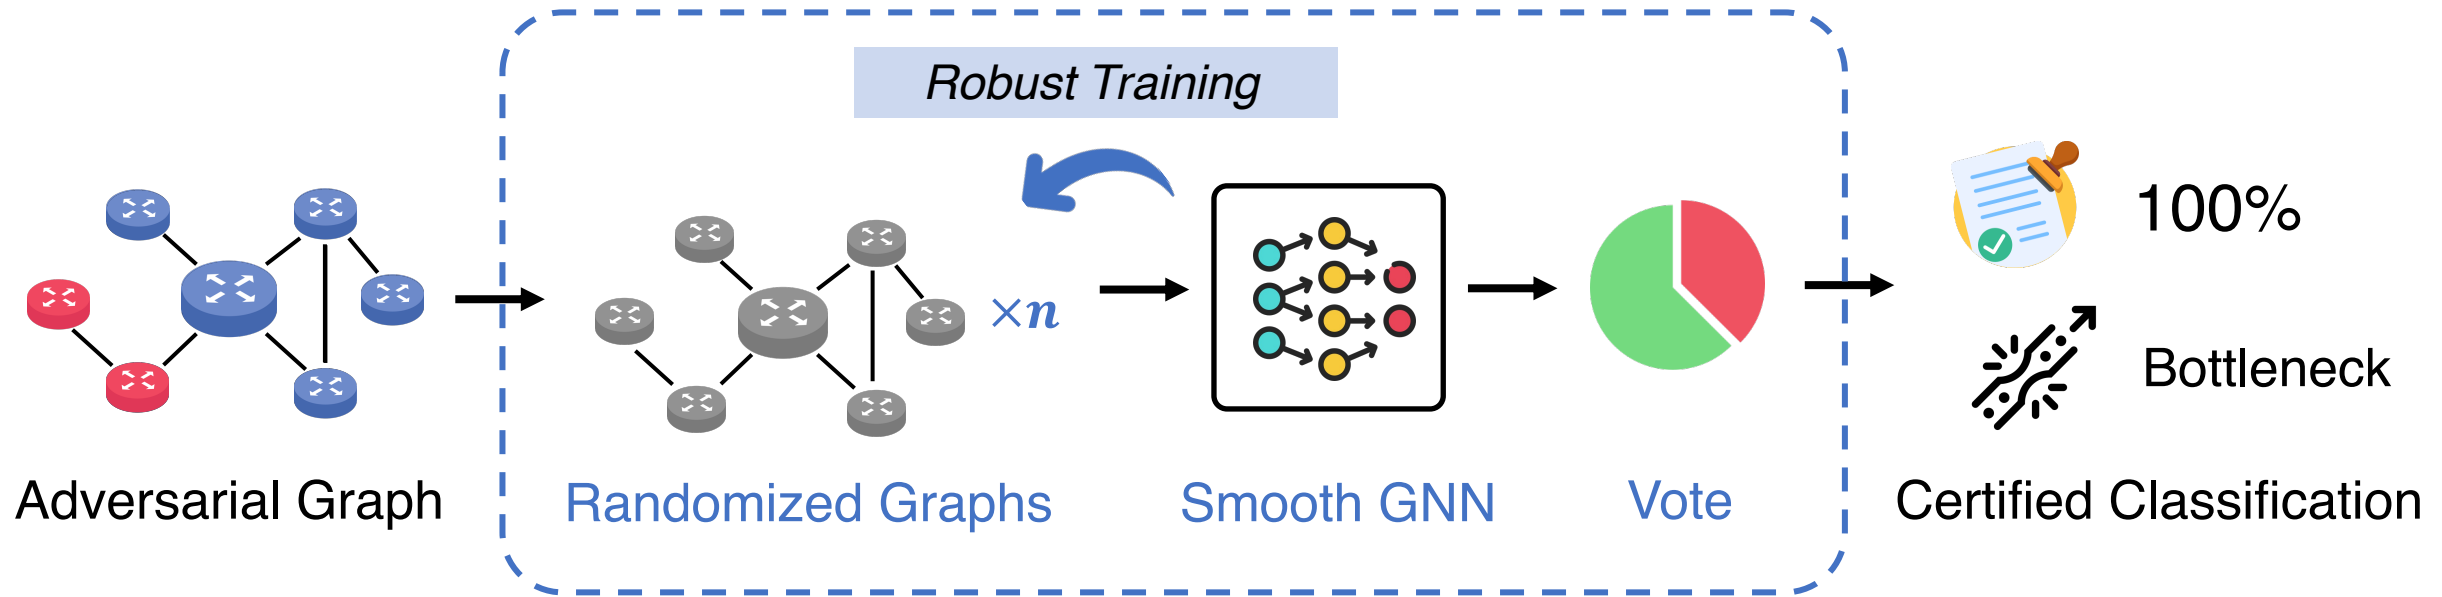 Robust Training
×n
100%
Bottleneck
Adversarial Graph
Randomized Graphs
Smooth GNN
Vote
Certified Classification